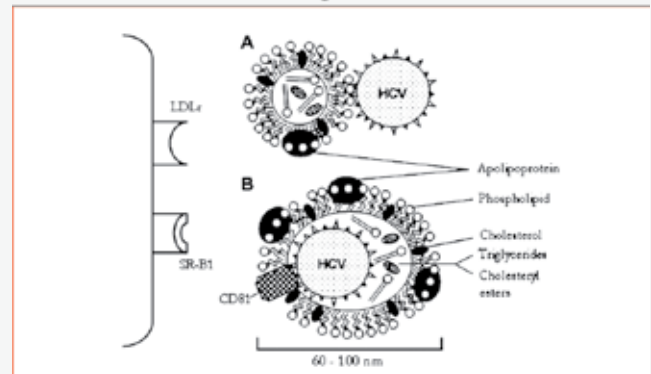 A
LDLr
HCV
Apolipoprotein
B
Phospholipid
Cholesterol
HCV
Triglycerides
SR-B1
Cholesteryl
esters
CD81
60 - 100 nm